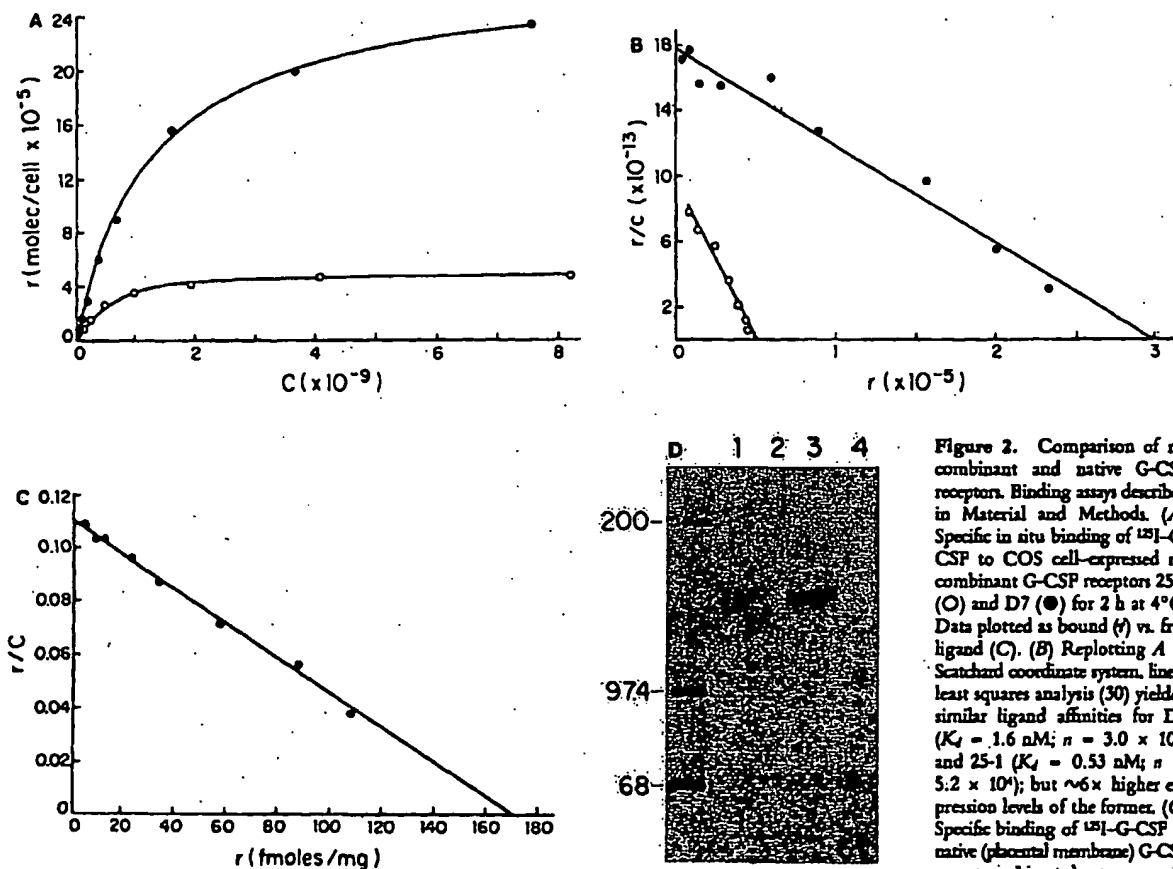 A
24
20
16
12
8
4
0
r (molec/cell x 10⁻⁵)
0 2 4 6 8
C (x10⁻⁹)
B
18
14
10
6
2
r/c (x10⁻¹³)
0 1 2 3
r (x10⁻⁵)
C
0.12
0.10
0.08
0.06
0.04
0.02
0
r/C
0 20 40 60 80 100 120 140 160 180
r (fmoles/mg)
D 1 2 3 4
200-
97.4-
68-
Figure 2. Comparison of r
combinant and native G-CS
receptors. Binding assays describ
in Material and Methods. (A
Specific in situ binding of ¹²⁵I–G
CSF to COS cell–expressed r
combinant G-CSF receptors 25
(○) and D7 (●) for 2 h at 4°(
Data plotted as bound (r) vs. fr
ligand (C). (B) Replotting A
Scatchard coordinate system. line
least squares analysis (30) yielde
similar ligand affinities for D
(Kd = 1.6 nM; n = 3.0 × 10
and 25-1 (Kd = 0.53 nM; n
5.2 × 10⁴); but ~6× higher e
pression levels of the former. (C
Specific binding of ¹²⁵I-G-CSF
native (placental membrane) G-CS